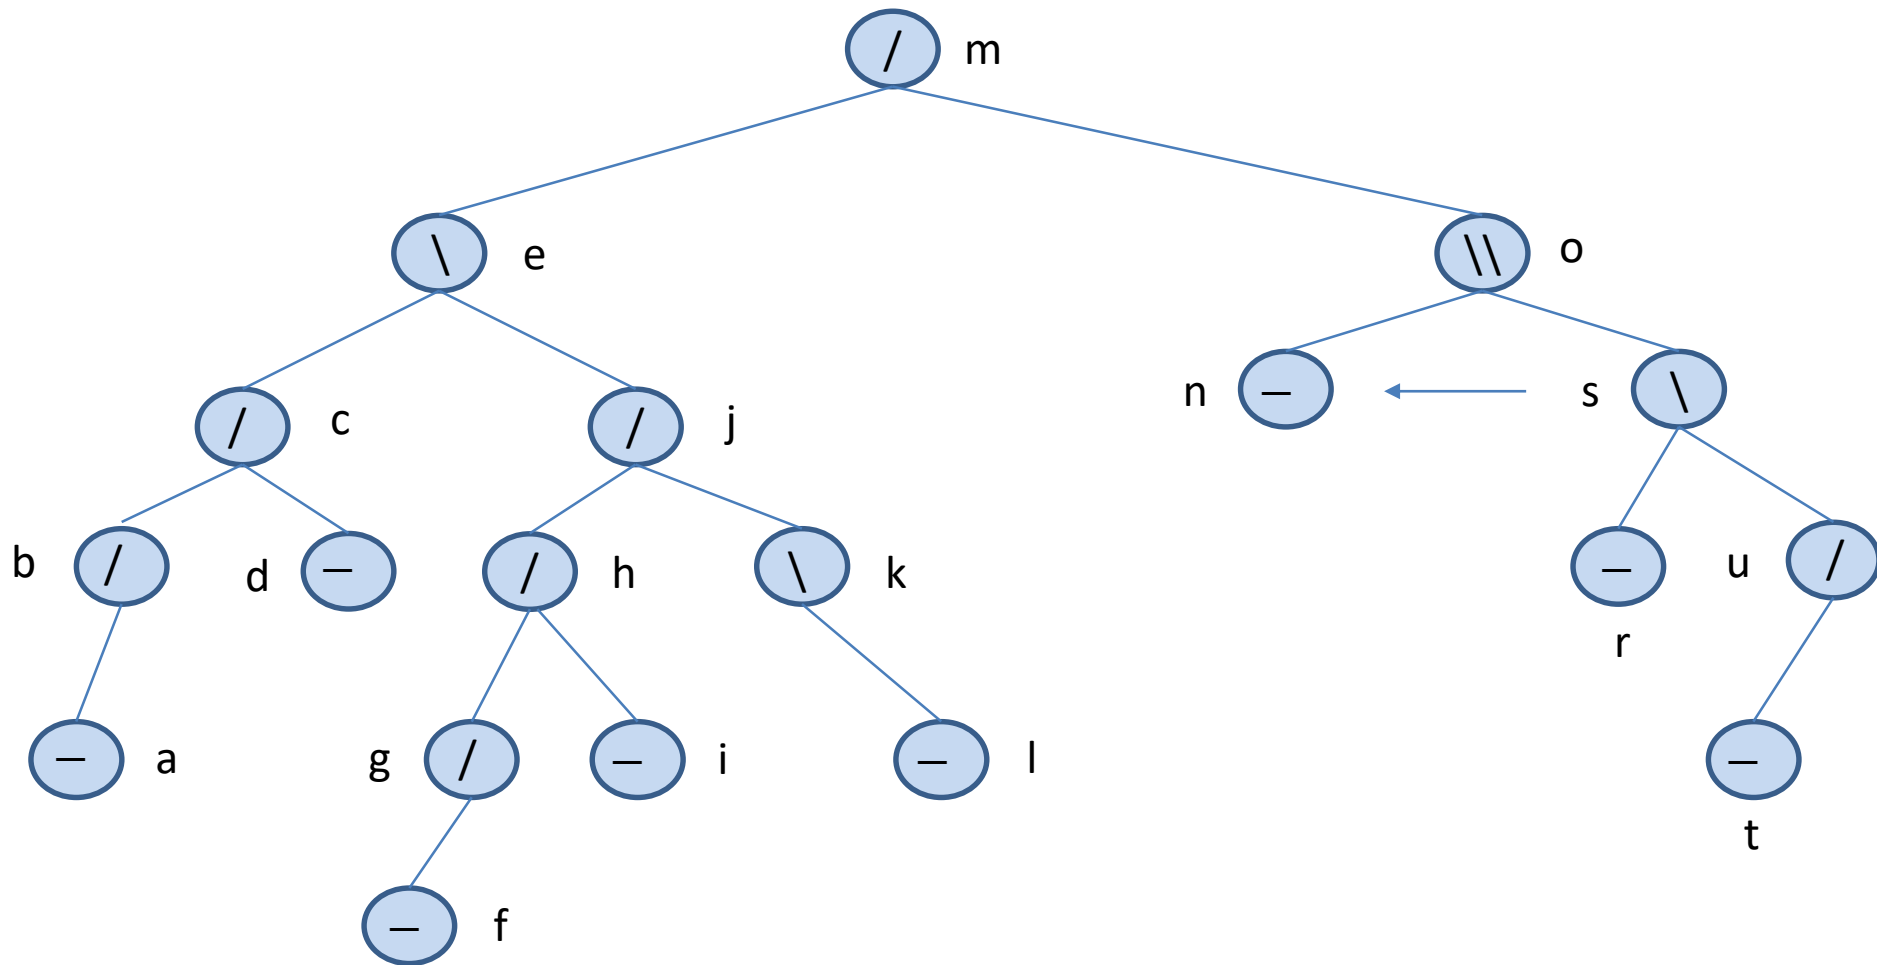 / m
\ e
\\ o
/ c
/ j
n –
s \
b /
d –
/ h
\ k
–
r
u /
– a
g /
– i
– l
–
t
– f